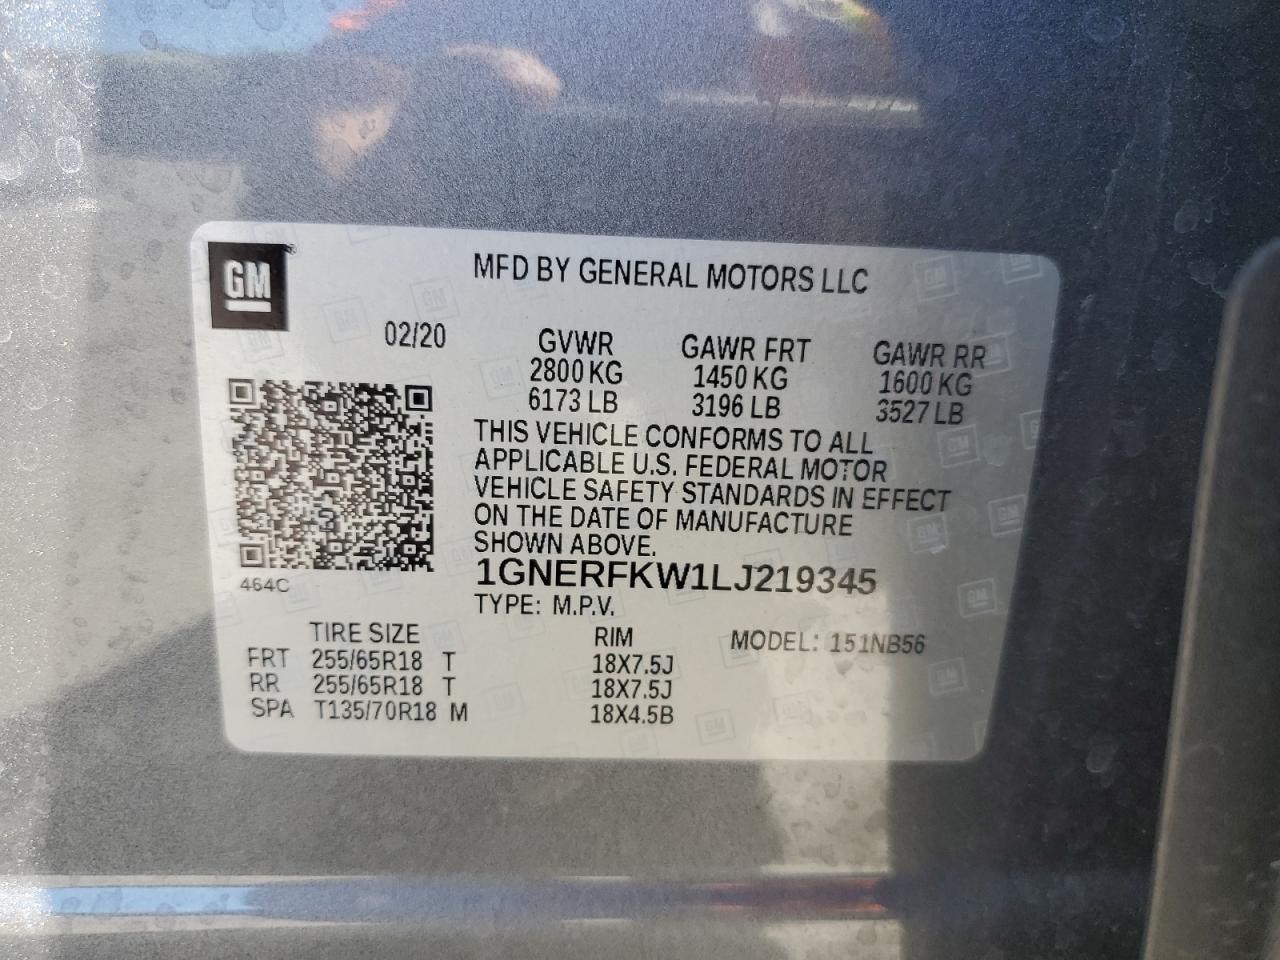 GM®
MFD BY GENERAL MOTORS LLC
02/20
GVWR GAWR FRT GAWR RR
2800 KG 1450 KG 1600 KG
6173 LB 3196 LB 3527 LB
THIS VEHICLE CONFORMS TO ALL
APPLICABLE U.S. FEDERAL MOTOR
VEHICLE SAFETY STANDARDS IN EFFECT
ON THE DATE OF MANUFACTURE
SHOWN ABOVE.
464C
1GNERFKW1LJ219345
TYPE: M.P.V.
TIRE SIZE RIM MODEL: 151NB56
FRT 255/65R18 T 18X7.5J
RR 255/65R18 T 18X7.5J
SPA T135/70R18 M 18X4.5B